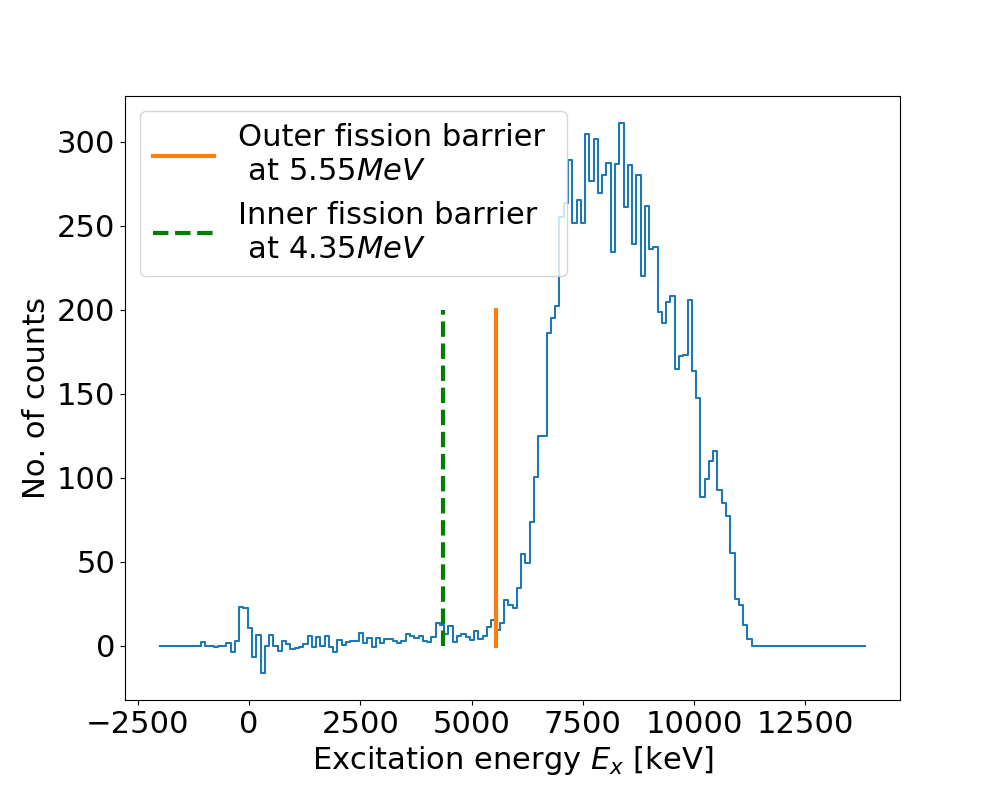 Outer fission barrier
at 5.55MeV
Inner fission barrier
at 4.35MeV
300
250
200
150
100
50
0
No. of counts
−2500 0 2500 5000 7500 10000 12500
Excitation energy Eₓ [keV]